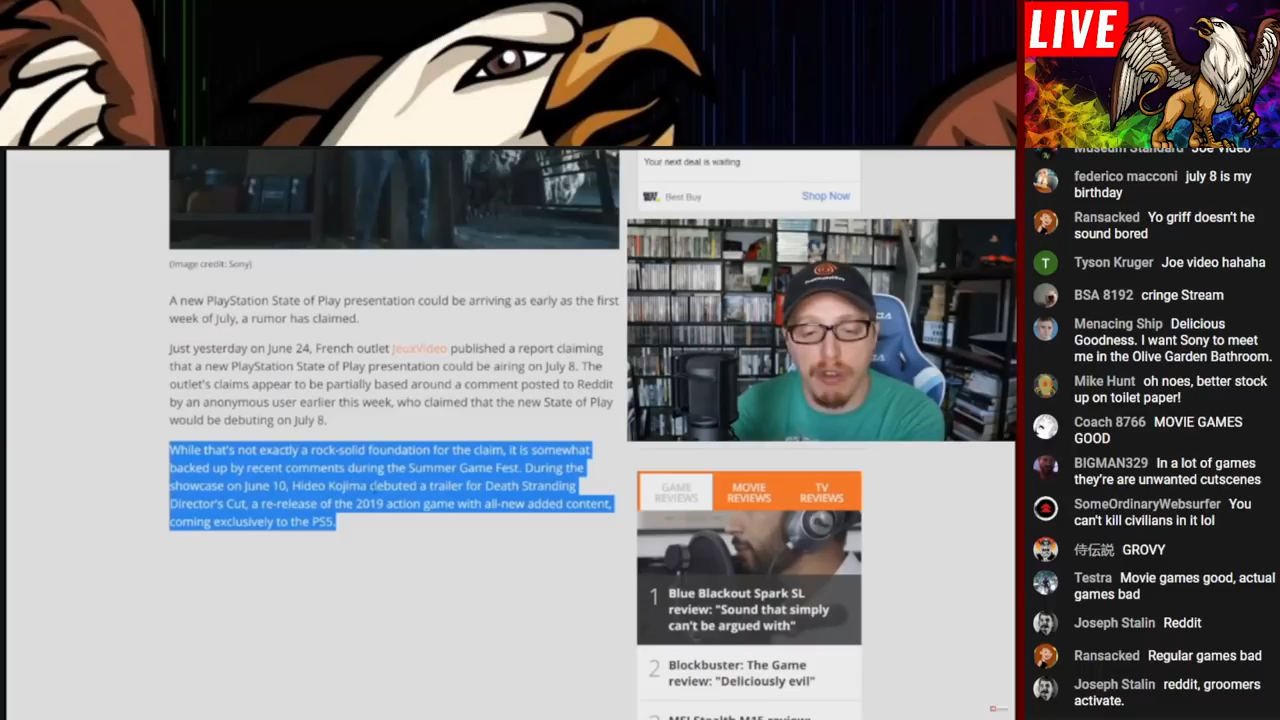 LIVE
Your next deal is waiting
Best Buy
Shop Now
(Image credit: Sony)
A new PlayStation State of Play presentation could be arriving as early as the first
week of July, a rumor has claimed.
Just yesterday on June 24, French outlet JeuxVideo published a report claiming
that a new PlayStation State of Play presentation could be airing on July 8. The
outlet's claims appear to be partially based around a comment posted to Reddit
by an anonymous user earlier this week, who claimed that the new State of Play
would be debuting on July 8.
While that's not exactly a rock-solid foundation for the claim, it is somewhat
backed up by recent comments during the Summer Game Fest. During the
showcase on June 10, Hideo Kojima debuted a trailer for Death Stranding
Director's Cut, a re-release of the 2019 action game with all-new added content,
coming exclusively to the PS5.
GAME
REVIEWS
MOVIE
REVIEWS
TV
REVIEWS
1 Blue Blackout Spark SL
review: "Sound that simply
can't be argued with"
2 Blockbuster: The Game
review: "Deliciously evil"
MSI Stealth M15 review:
Museum Standard Joe Video
federico macconi july 8 is my
birthday
Ransacked Yo griff doesn't he
sound bored
T
Tyson Kruger Joe video hahaha
BSA 8192 cringe Stream
Menacing Ship Delicious
Goodness. I want Sony to meet
me in the Olive Garden Bathroom.
Mike Hunt oh noes, better stock
up on toilet paper!
Coach 8766 MOVIE GAMES
GOOD
BIGMAN329 In a lot of games
they're are unwanted cutscenes
SomeOrdinaryWebsurfer You
can't kill civilians in it lol
侍伝説 GROVY
Testra Movie games good, actual
games bad
Joseph Stalin Reddit
Ransacked Regular games bad
Joseph Stalin reddit, groomers
activate.